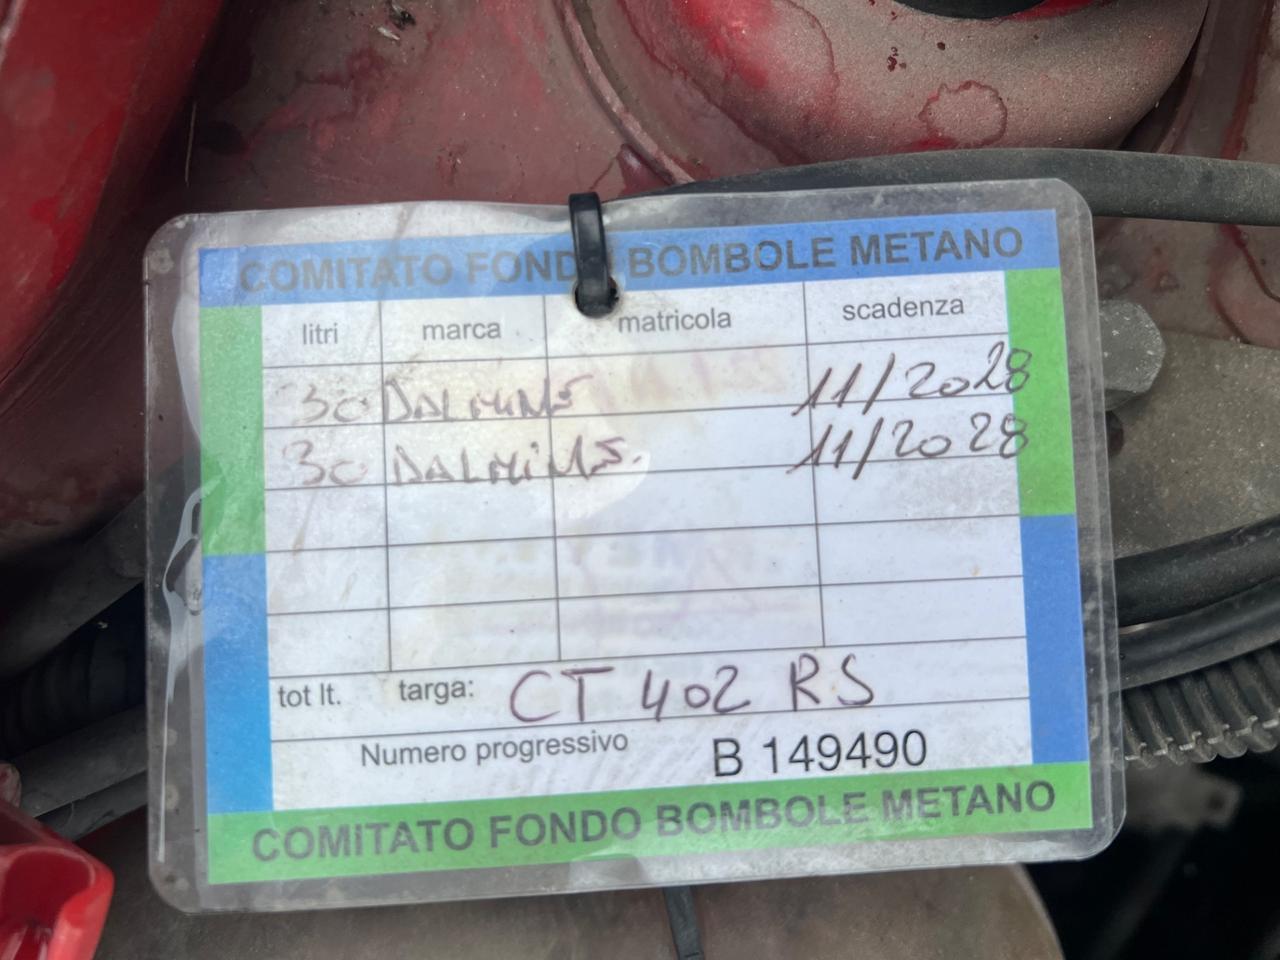 COMITATO FONDO BOMBOLE METANO
litri marca matricola scadenza
30 DALMINE 11/2028
30 DALMINE. 11/2028
tot lt. targa: CT 402 RS
Numero progressivo B 149490
COMITATO FONDO BOMBOLE METANO